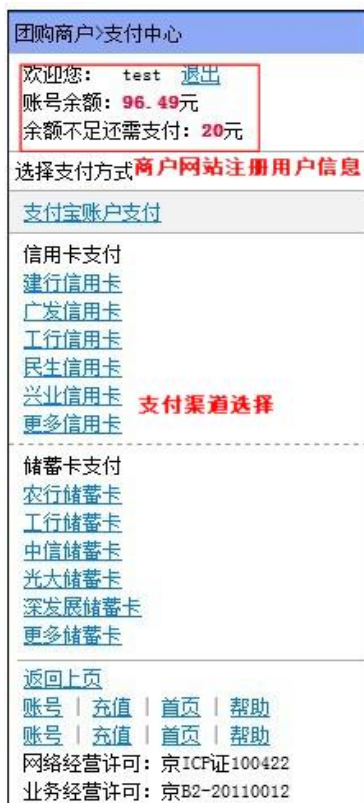 团购商户>支付中心
欢迎您： test 退出
账号余额：96.49元
余额不足还需支付：20元
选择支付方式商户网站注册用户信息
支付宝账户支付
信用卡支付
建行信用卡
广发信用卡
工行信用卡
民生信用卡
兴业信用卡 支付渠道选择
更多信用卡
储蓄卡支付
农行储蓄卡
工行储蓄卡
中信储蓄卡
光大储蓄卡
深发展储蓄卡
更多储蓄卡
返回上页
账号 | 充值 | 首页 | 帮助
账号 | 充值 | 首页 | 帮助
网络经营许可：京ICP证100422
业务经营许可：京B2-20110012